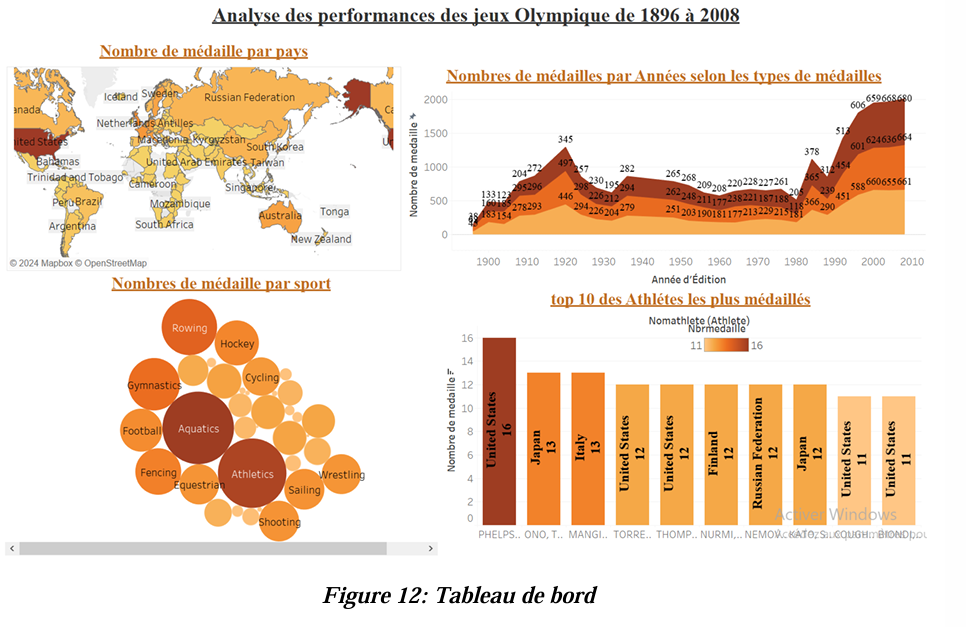 Analyse des performances des jeux Olympique de 1896 à 2008
Nombre de médaille par pays
Iceland
Sweden
Russian Federation
anada
Ca
Netherlands Antilles
Macedonia
Kyrgyzstan
South Korea
nited States
U
Bahamas
United Arab Emirates
Taiwan
Trinidad and Tobago
Cameroon
Singapore
Peru
Brazil
Mozambique
Australia
Tonga
Argentina
South Africa
New Zealand
© 2024 Mapbox © OpenStreetMap
Nombres de médailles par Années selon les types de médailles
Nombre de medaille
2000
1500
1000
500
0
133 123 204 272 345 257 230 195 282 265 268 209 208 220 228 227 261 205 378 312 513 606 659 668 680
160 185 295 296 497 298 226 212 294 262 248 211 177 238 221 187 188 118 365 239 454 601 624 636 664
183 154 278 293 446 294 226 204 279 251 203 190 181 177 213 229 215 181 366 290 451 588 660 655 661
1900 1910 1920 1930 1940 1950 1960 1970 1980 1990 2000 2010
Année d'Édition
Nombres de médaille par sport
Rowing
Hockey
Gymnastics
Cycling
Football
Aquatics
Fencing
Athletics
Equestrian
Wrestling
Sailing
Shooting
top 10 des Athlétes les plus médaillés
Nomathlete (Athlete)
Nbrmedaille
11 16
Nombre de medaille
16
14
12
10
8
6
4
2
0
United States 16
Japan 13
Italy 13
United States 12
United States 12
Finland 12
Russian Federation 12
Japan 12
United States 11
United States 11
PHELPS.. ONO, T.. MANGI.. TORRE.. THOMP.. NURMI,.. NEMOV,.. KATO, S..
Activer Windows
Figure 12: Tableau de bord